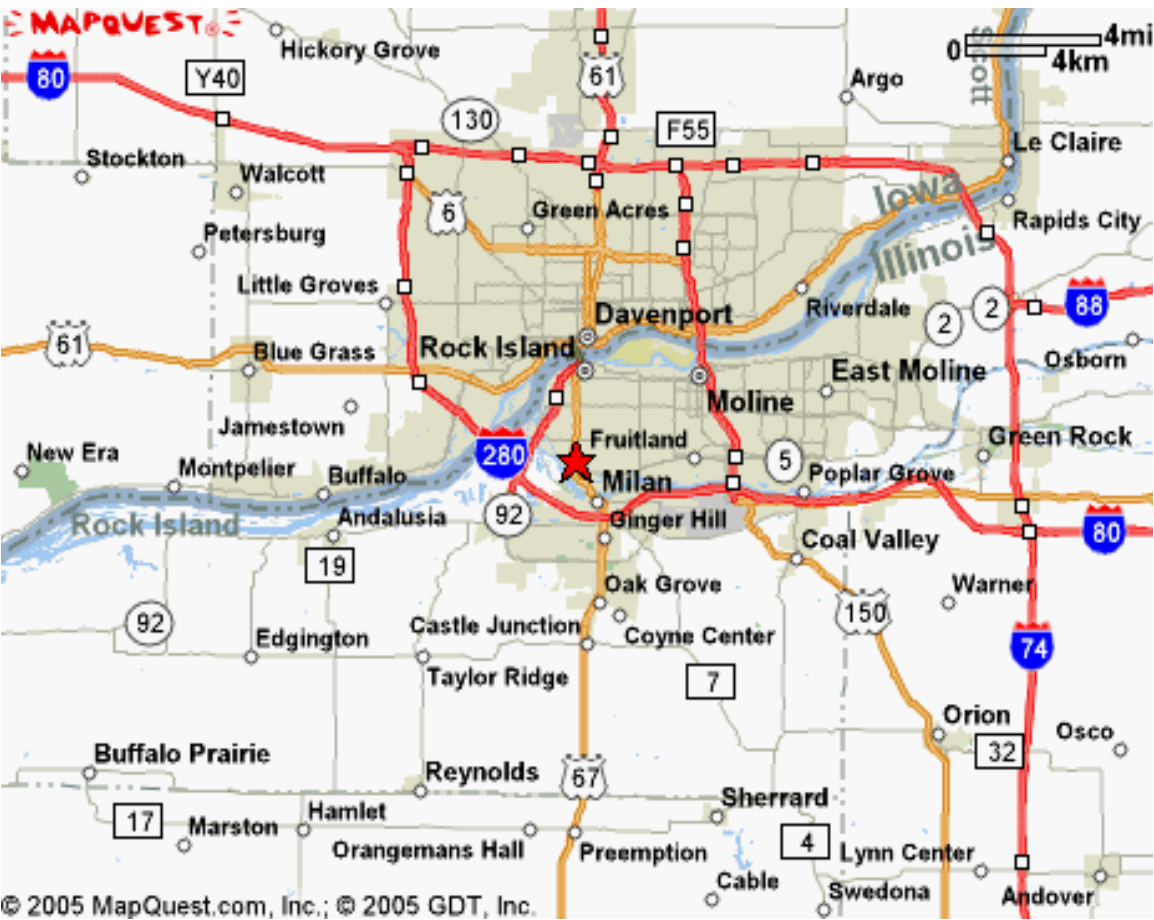 MAPQUEST®
Hickory Grove
0
4mi
4km
Scott
80
Y40
61
Argo
130
F55
Le Claire
Stockton
Walcott
Iowa
6
Green Acres
Rapids City
Petersburg
Illinois
Little Groves
Riverdale
2
2
88
Davenport
61
Blue Grass
Rock Island
Osborn
East Moline
Moline
Jamestown
Fruitland
Green Rock
New Era
280
5
Montpelier
Buffalo
Milan
Poplar Grove
Rock Island
Andalusia
92
Ginger Hill
80
Coal Valley
19
Oak Grove
Warner
150
92
Edgington
Castle Junction
Coyne Center
74
Taylor Ridge
7
Orion
Osco
32
Buffalo Prairie
Reynolds
67
Sherrard
17
Hamlet
Marston
Orangemans Hall
Preemption
4
Lynn Center
Cable
Swedona
Andover
© 2005 MapQuest.com, Inc.; © 2005 GDT, Inc.